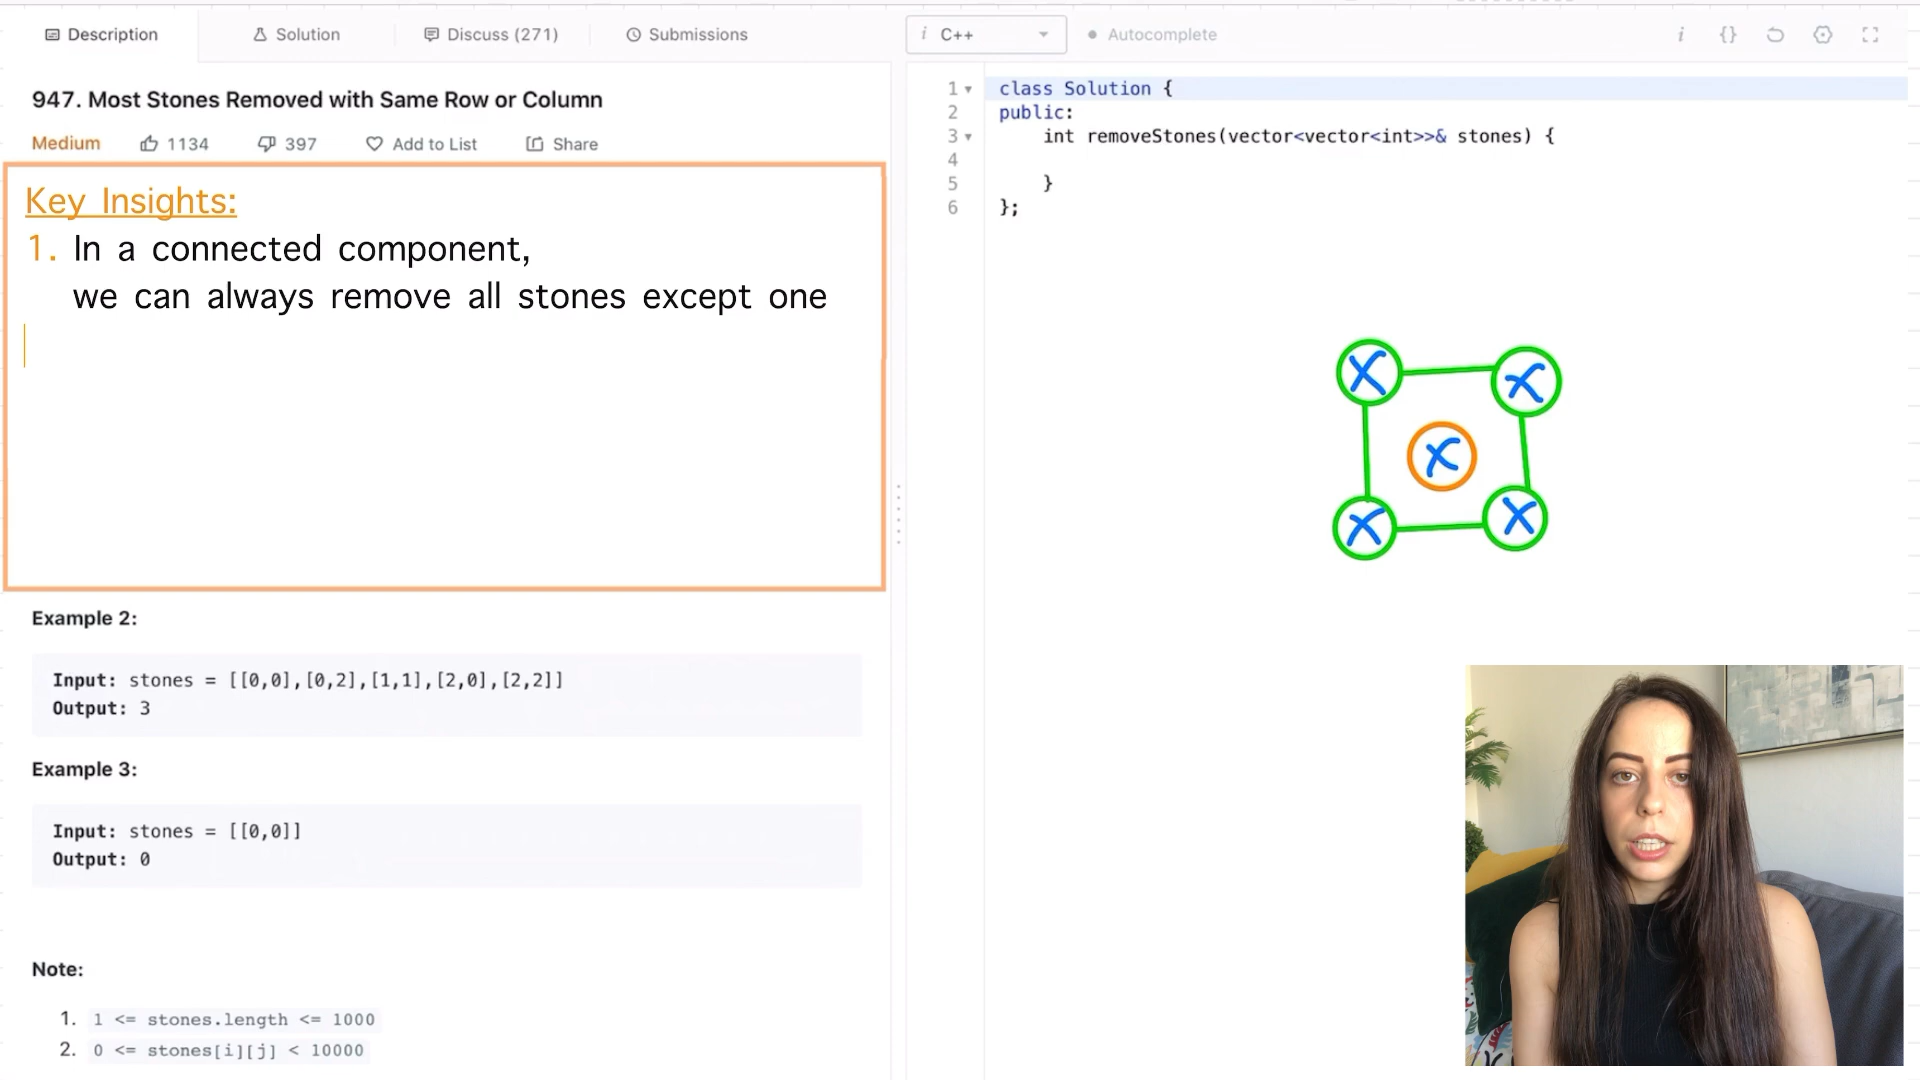 Description
Solution
Discuss (271)
Submissions
947. Most Stones Removed with Same Row or Column
Medium
1134
397
Add to List
Share
Key Insights:
1. In a connected component,
we can always remove all stones except one
Example 2:
Input: stones = [[0,0],[0,2],[1,1],[2,0],[2,2]]
Output: 3
Example 3:
Input: stones = [[0,0]]
Output: 0
Note:
1. 1 <= stones.length <= 1000
2. 0 <= stones[i][j] < 10000
i C++
Autocomplete
i {}
1 class Solution {
2 public:
3 int removeStones(vector<vector<int>>& stones) {
4
5 }
6 };
X X
X
X X